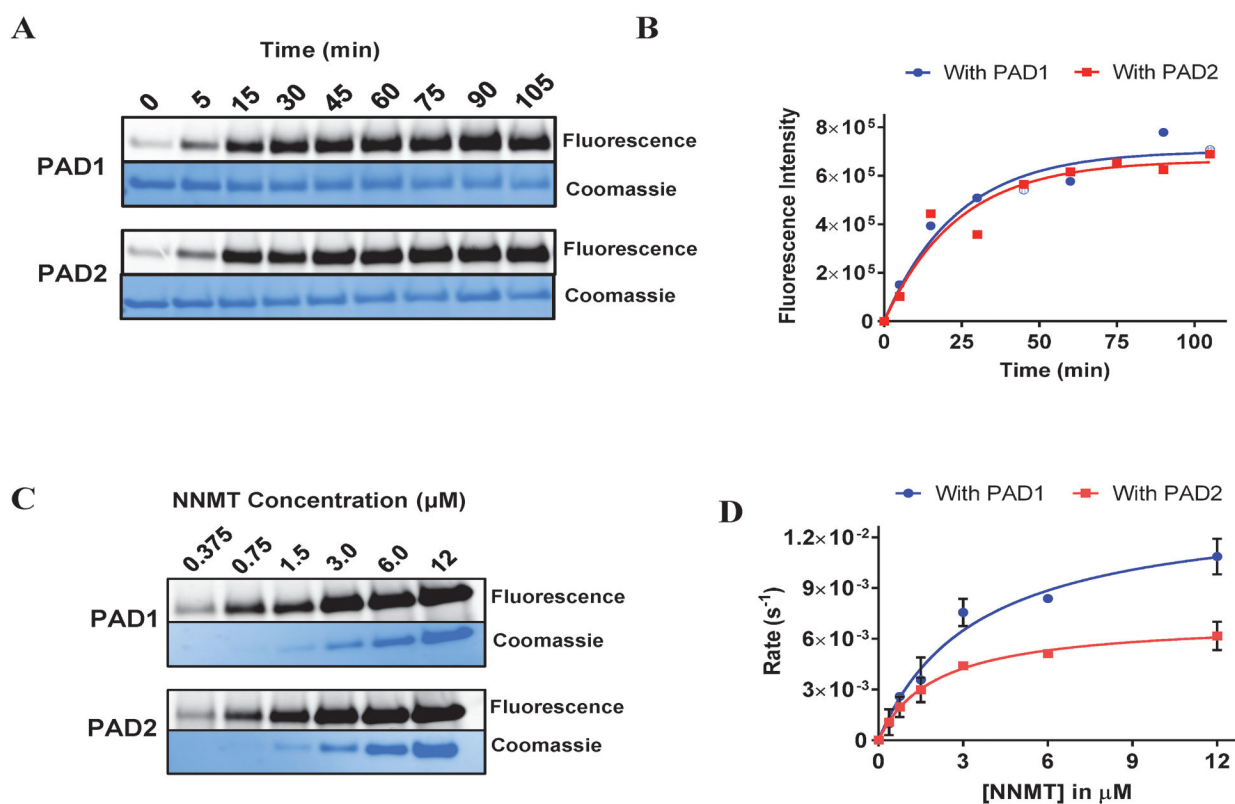 A
Time (min)
0 5 15 30 45 60 75 90 105
PAD1
Fluorescence
Coomassie
PAD2
Fluorescence
Coomassie
B
With PAD1 With PAD2
Fluorescence Intensity
8×10⁵
6×10⁵
4×10⁵
2×10⁵
0
0 25 50 75 100
Time (min)
C
NNMT Concentration (µM)
0.375 0.75 1.5 3.0 6.0 12
PAD1
Fluorescence
Coomassie
PAD2
Fluorescence
Coomassie
D
With PAD1 With PAD2
Rate (s⁻¹)
1.2×10⁻²
9×10⁻³
6×10⁻³
3×10⁻³
0
0 3 6 9 12
[NNMT] in µM